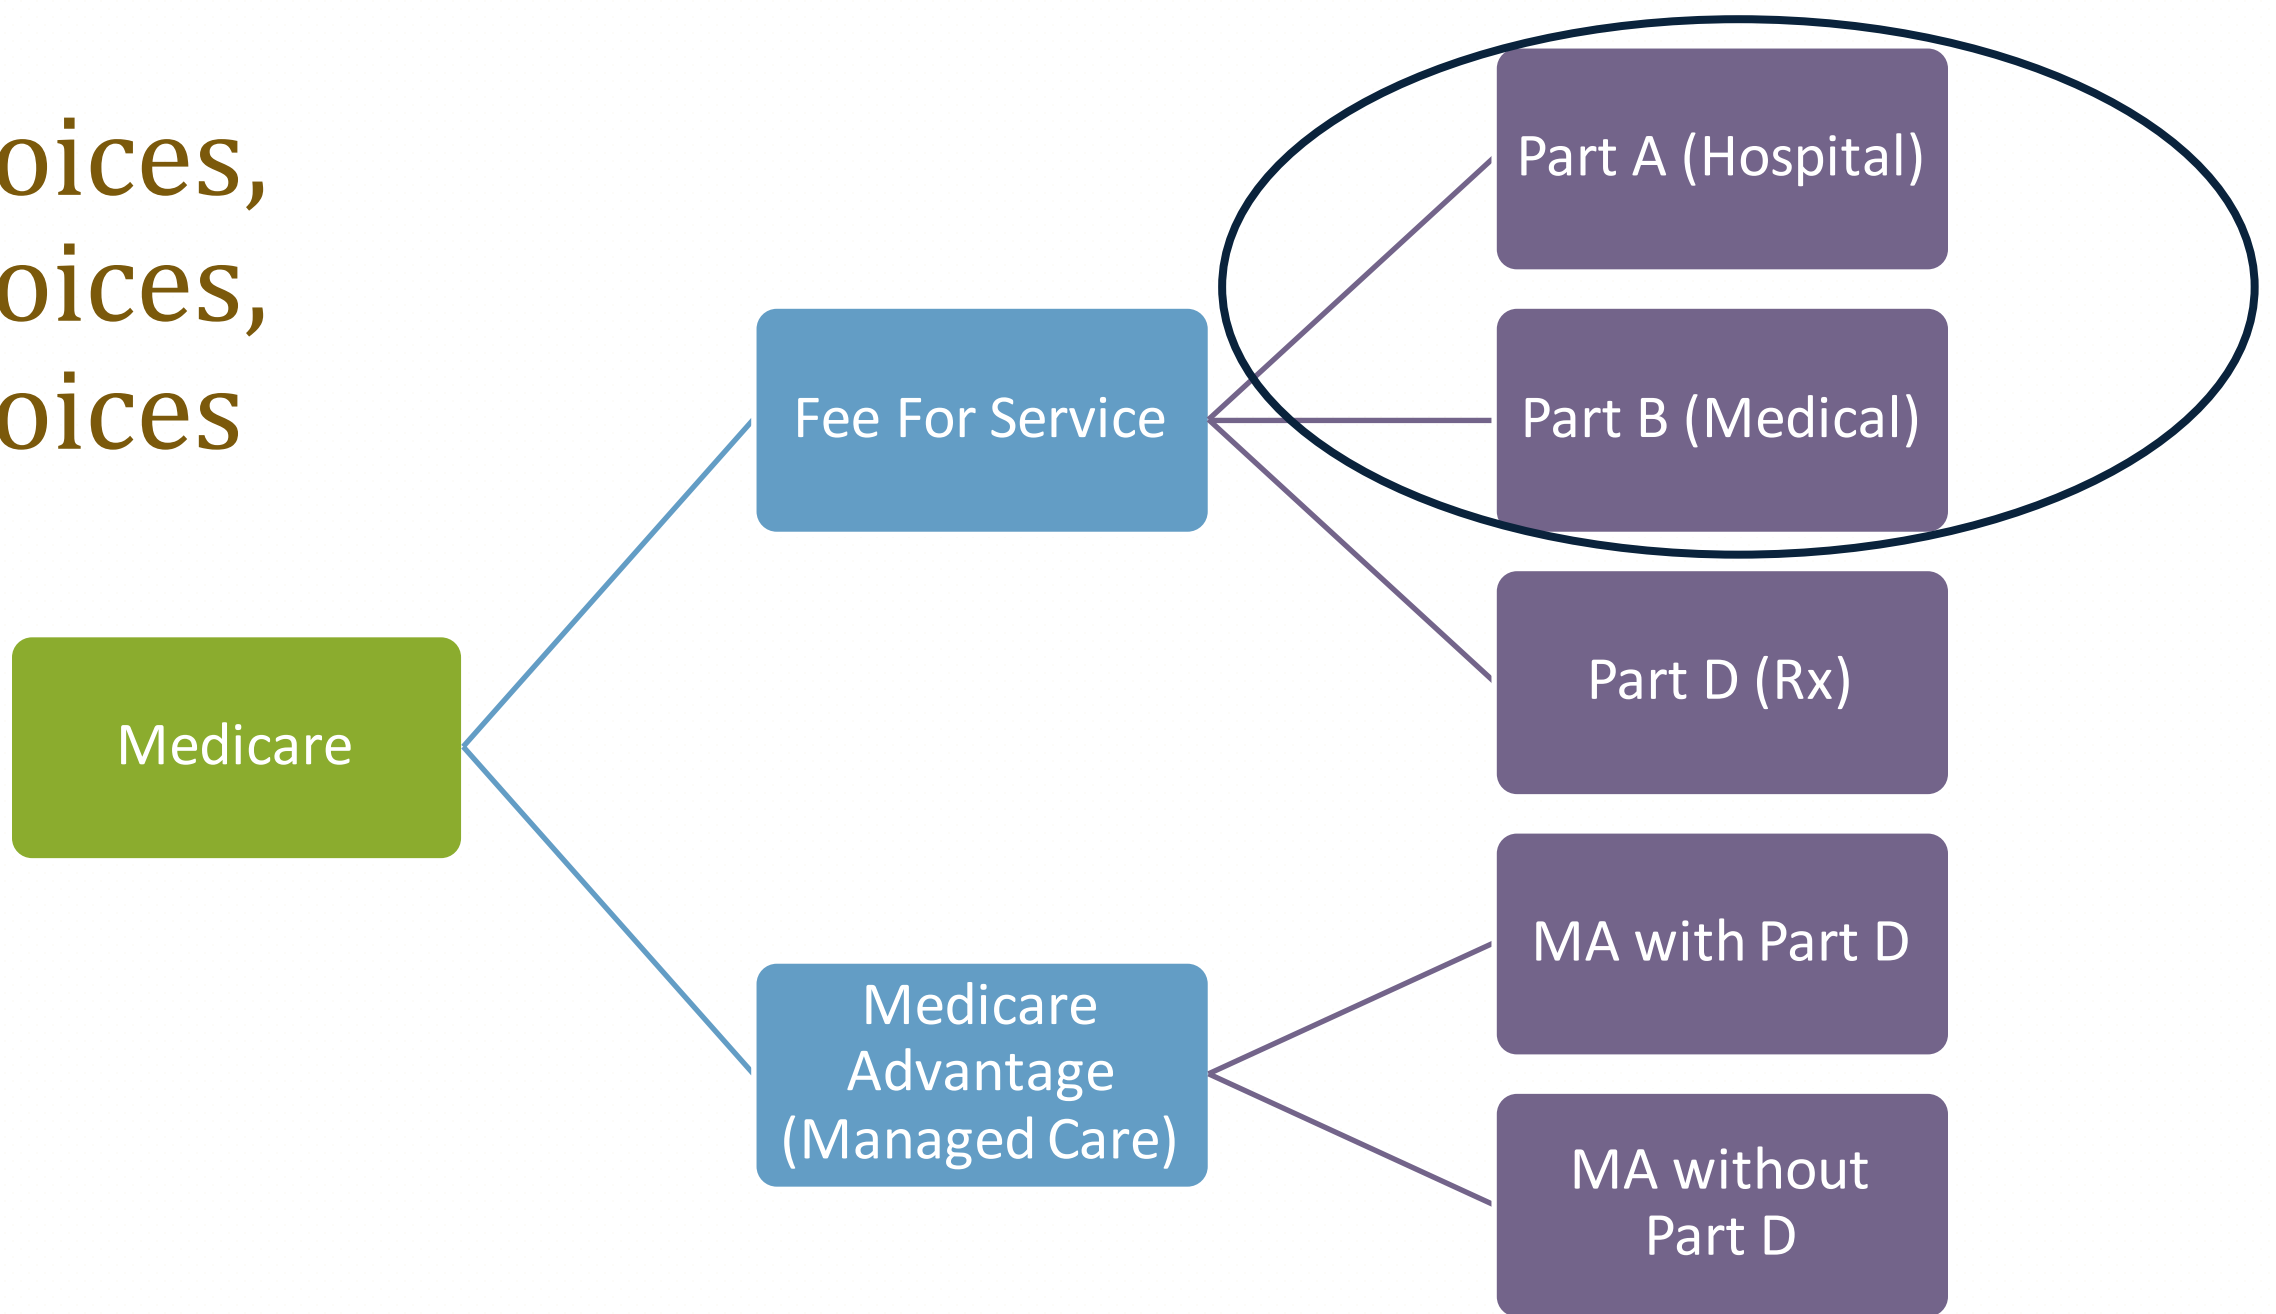 oices,
oices,
oices
Medicare
Fee For Service
Medicare
Advantage
(Managed Care)
Part A (Hospital)
Part B (Medical)
Part D (Rx)
MA with Part D
MA without
Part D